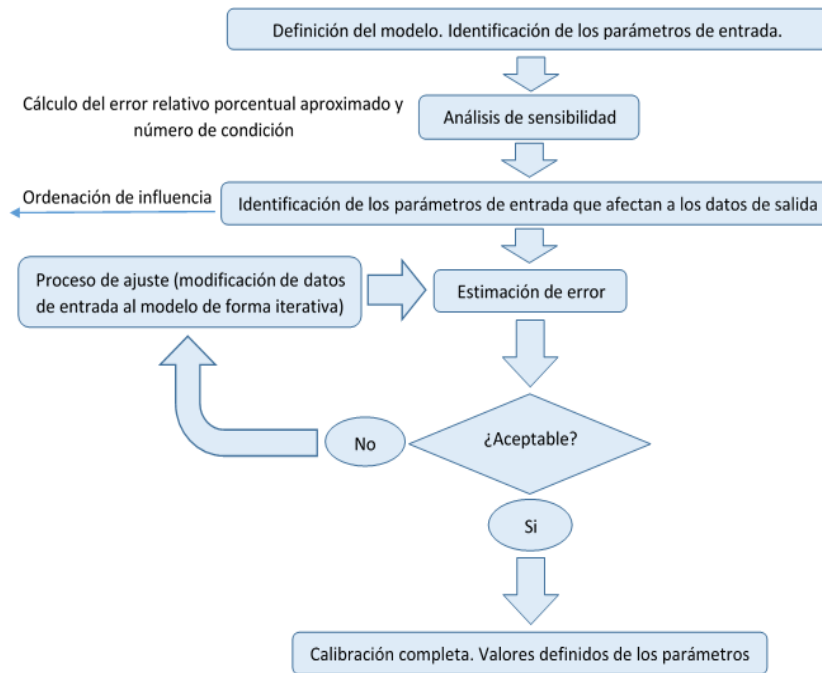 Definición del modelo. Identificación de los parámetros de entrada.
Cálculo del error relativo porcentual aproximado y
número de condición
Análisis de sensibilidad
Ordenación de influencia
Identificación de los parámetros de entrada que afectan a los datos de salida
Proceso de ajuste (modificación de datos
de entrada al modelo de forma iterativa)
Estimación de error
¿Aceptable?
No
Si
Calibración completa. Valores definidos de los parámetros